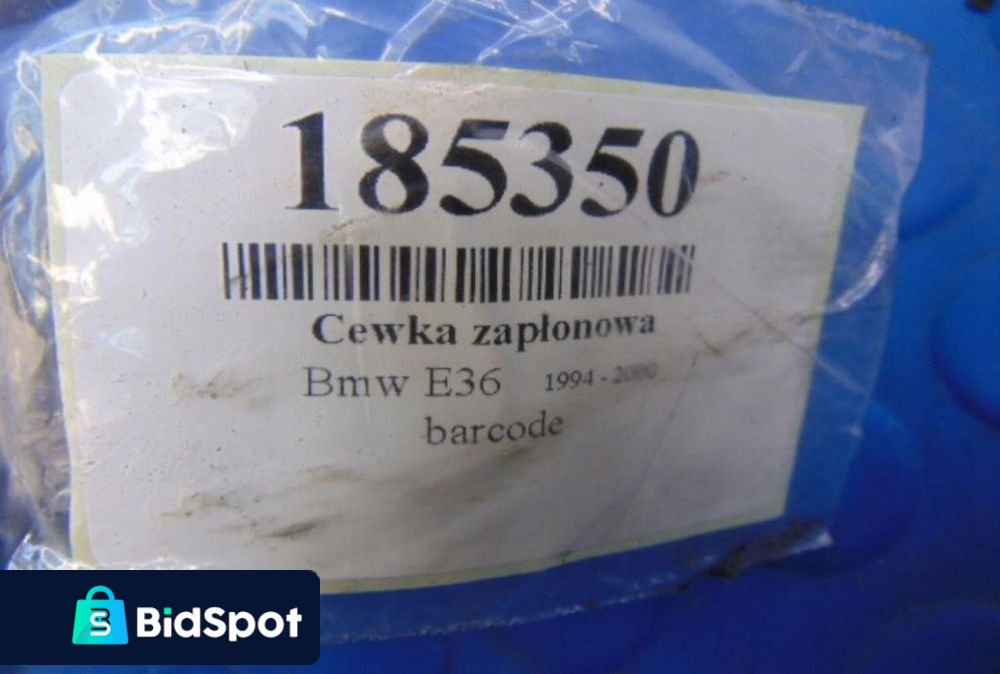 185350
Cewka zapłonowa
Bmw E36 1994 - 2000
barcode
BidSpot